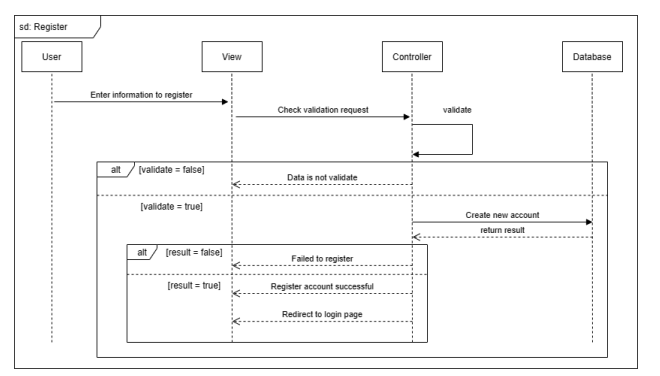 sd: Register
User
View
Controller
Database
Enter information to register
Check validation request
validate
alt
[validate = false]
Data is not validate
[validate = true]
Create new account
return result
alt
[result = false]
Failed to register
[result = true]
Register account successful
Redirect to login page